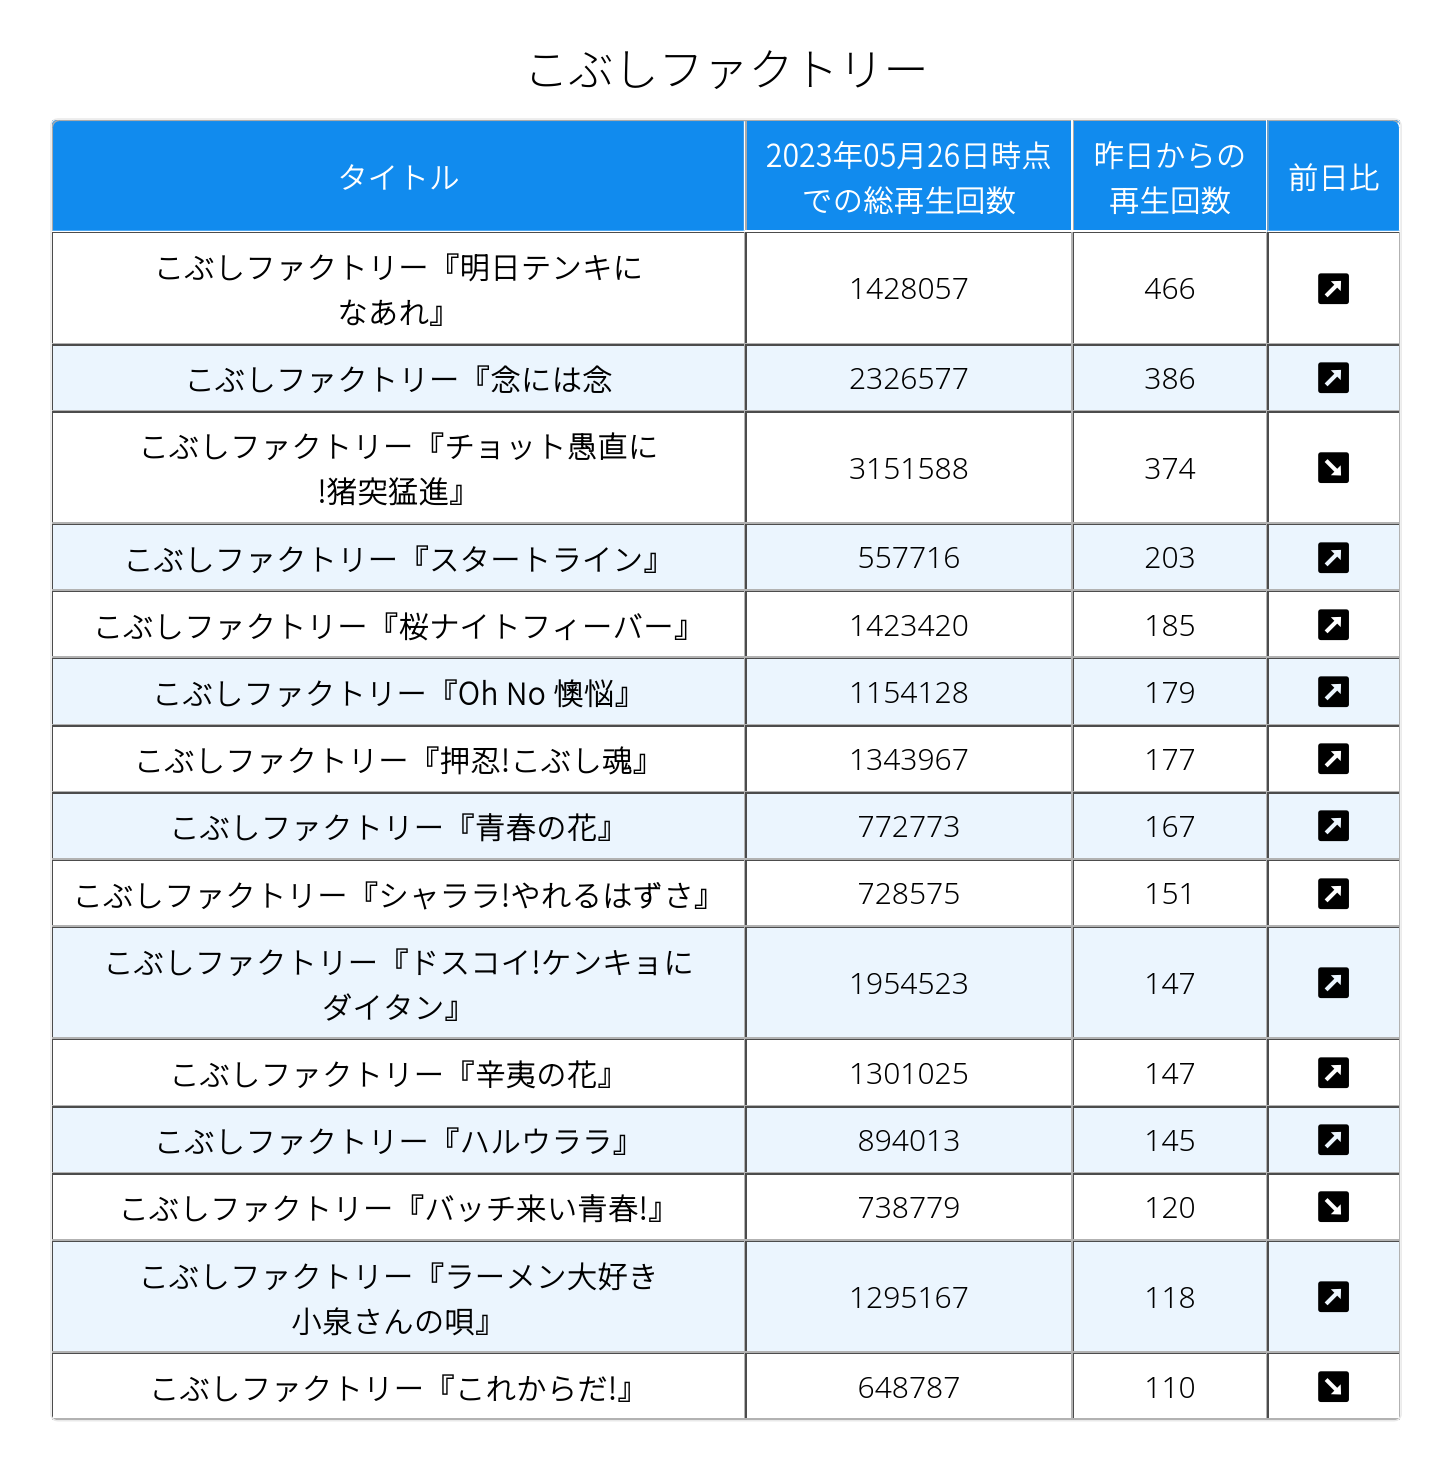 こぶしファクトリー
タイトル
2023年05月26日時点
での総再生回数
昨日からの
再生回数
前日比
こぶしファクトリー『明日テンキに
なあれ』
1428057
466
こぶしファクトリー『念には念
2326577
386
こぶしファクトリー『チョット愚直に
!猪突猛進』
3151588
374
こぶしファクトリー『スタートライン』
557716
203
こぶしファクトリー『桜ナイトフィーバー』
1423420
185
こぶしファクトリー『Oh No 懊悩』
1154128
179
こぶしファクトリー『押忍!こぶし魂』
1343967
177
こぶしファクトリー『青春の花』
772773
167
こぶしファクトリー『シャララ!やれるはずさ』
728575
151
こぶしファクトリー『ドスコイ!ケンキョに
ダイタン』
1954523
147
こぶしファクトリー『辛夷の花』
1301025
147
こぶしファクトリー『ハルウララ』
894013
145
こぶしファクトリー『バッチ来い青春!』
738779
120
こぶしファクトリー『ラーメン大好き
小泉さんの唄』
1295167
118
こぶしファクトリー『これからだ!』
648787
110